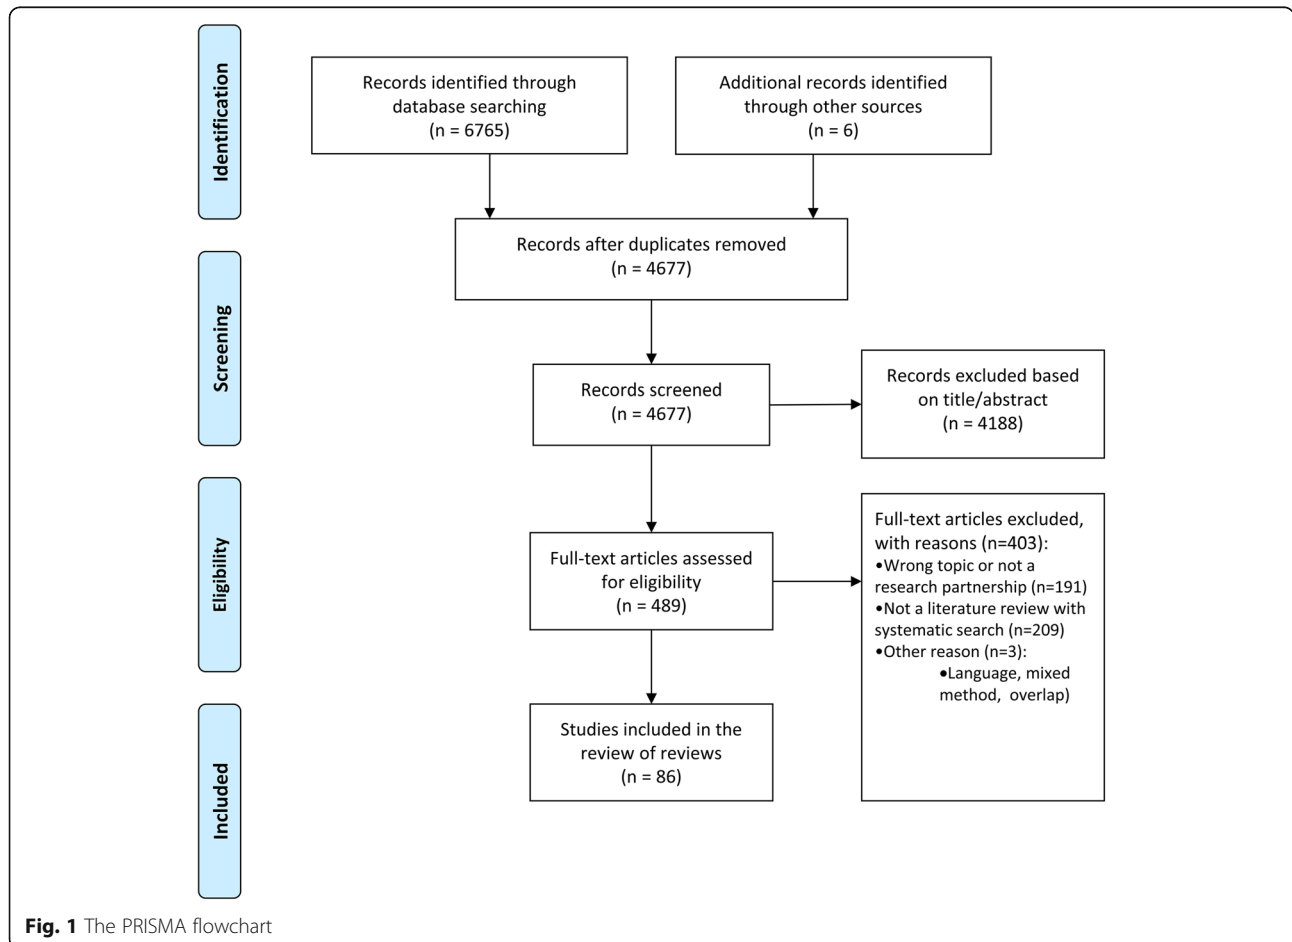 Identification
Records identified through
database searching
(n = 6765)
Additional records identified
through other sources
(n = 6)
Records after duplicates removed
(n = 4677)
Screening
Records screened
(n = 4677)
Records excluded based
on title/abstract
(n = 4188)
Eligibility
Full-text articles assessed
for eligibility
(n = 489)
Full-text articles excluded,
with reasons (n=403):
•Wrong topic or not a
research partnership (n=191)
•Not a literature review with
systematic search (n=209)
•Other reason (n=3):
•Language, mixed
method, overlap)
Included
Studies included in the
review of reviews
(n = 86)
Fig. 1 The PRISMA flowchart